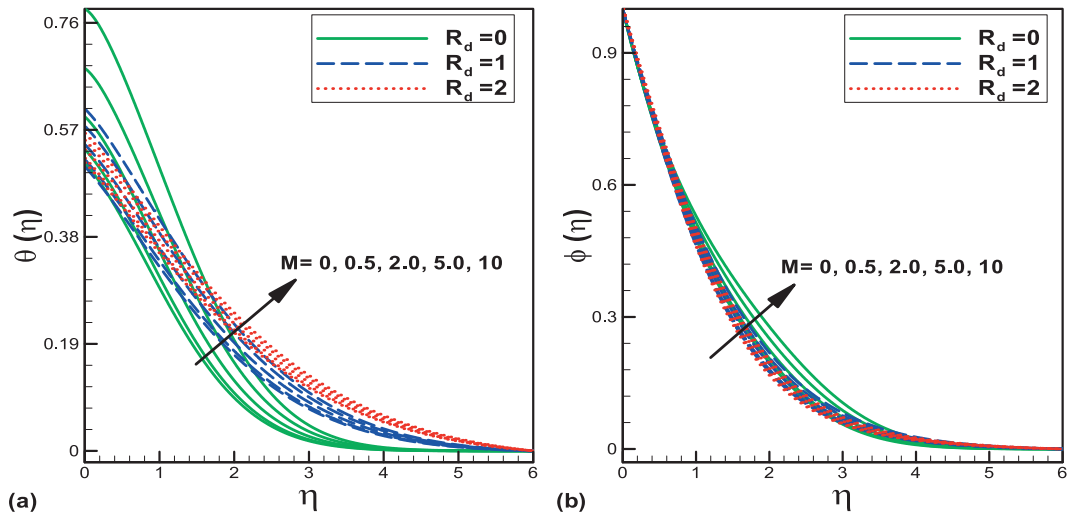 0.76
0.57
0.38
0.19
0
θ (η)
R_d =0
R_d =1
R_d =2
M= 0, 0.5, 2.0, 5.0, 10
0 1 2 3 4 5 6
(a) η
0.9
0.6
0.3
0
ϕ (η)
R_d =0
R_d =1
R_d =2
M= 0, 0.5, 2.0, 5.0, 10
0 1 2 3 4 5 6
(b) η